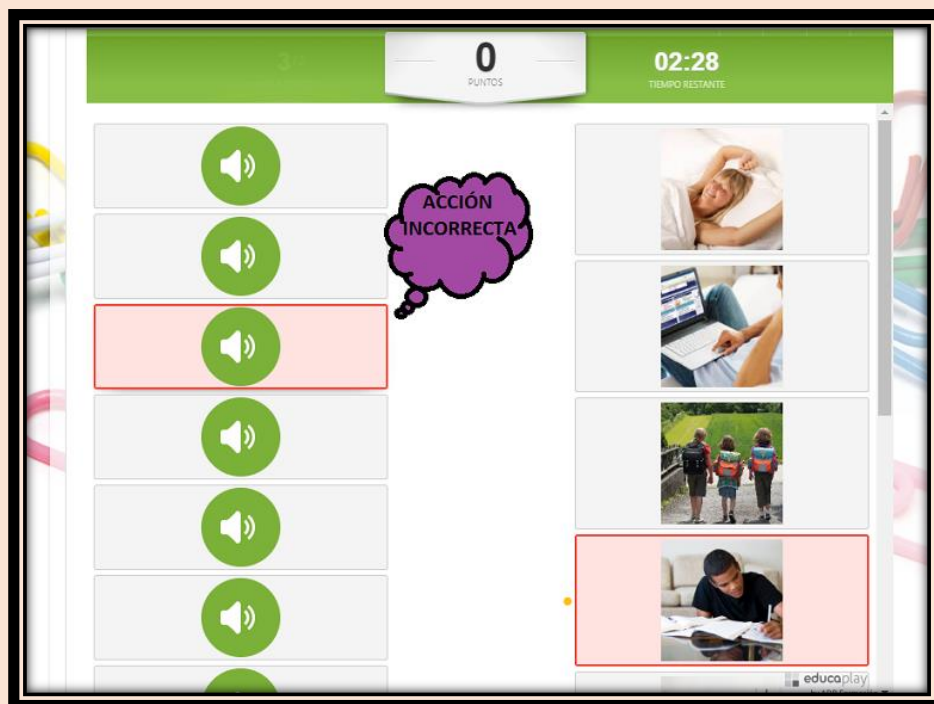 0
PUNTOS
02:28
TIEMPO RESTANTE
ACCIÓN
INCORRECTA
educaplay